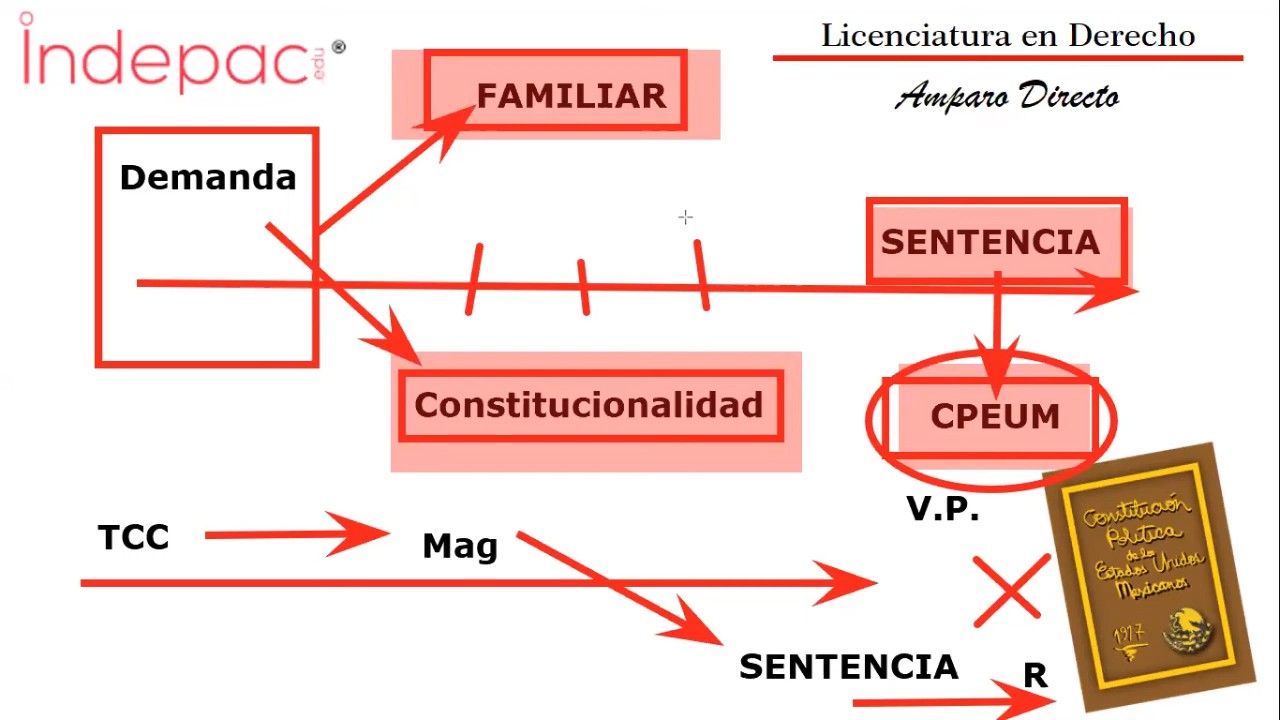 indepac edu ®
Licenciatura en Derecho
Amparo Directo
FAMILIAR
Demanda
SENTENCIA
Constitucionalidad
CPEUM
V.P.
TCC
Mag
SENTENCIA
R
Constitución
Política
de los
Estados Unidos
Mexicanos
1917